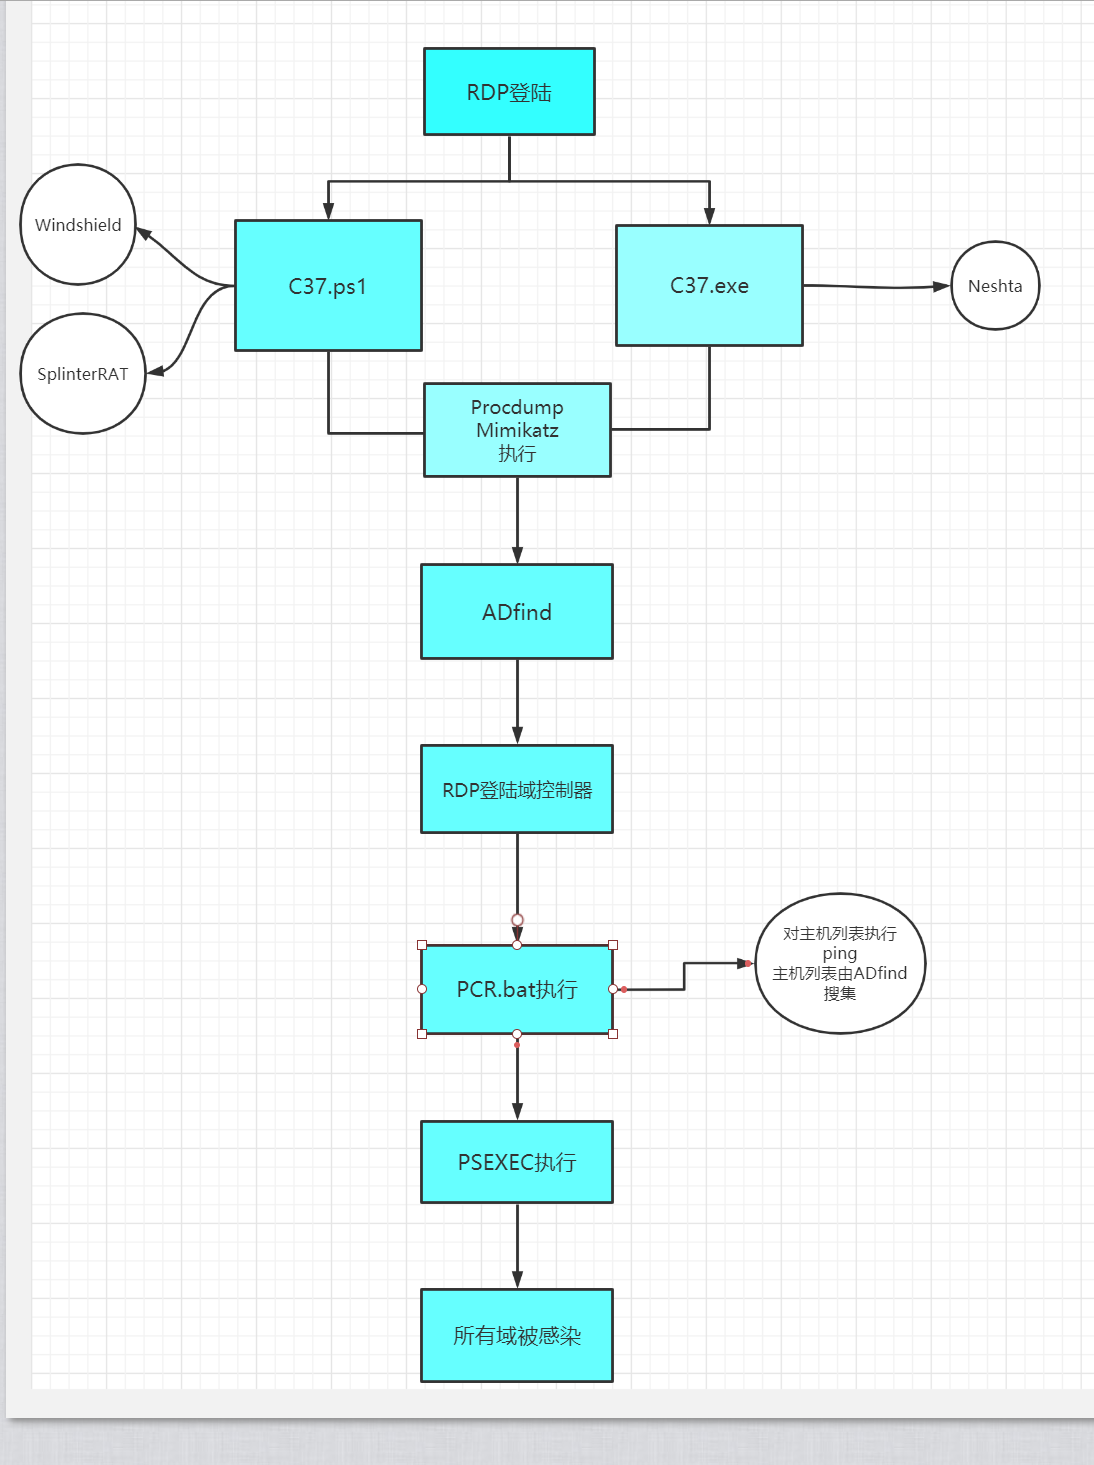 RDP登陆
Windshield
C37.ps1
C37.exe
Neshta
SplinterRAT
Procdump
Mimikatz
执行
ADfind
RDP登陆域控制器
PCR.bat执行
对主机列表执行
ping
主机列表由ADfind
搜集
PSEXEC执行
所有域被感染